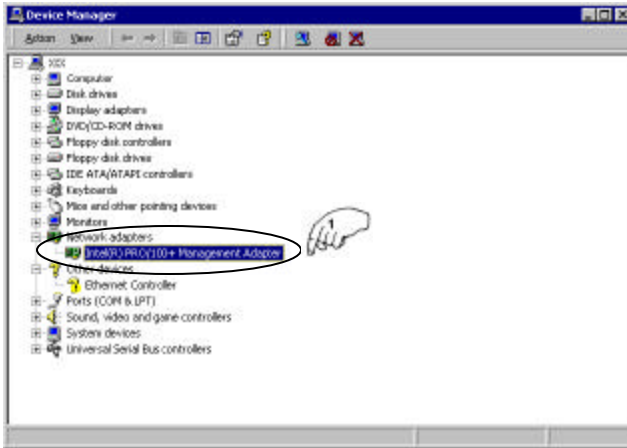 Device Manager
Action View
XIX
Computer
Disk drives
Display adapters
DVD/CD-ROM drives
Floppy disk controllers
Floppy disk drives
IDE ATA/ATAPI controllers
Keyboards
Mice and other pointing devices
Monitors
Network adapters
Intel(R) PRO/100+ Management Adapter
Other devices
Ethernet Controller
Ports (COM & LPT)
Sound, video and game controllers
System devices
Universal Serial Bus controllers